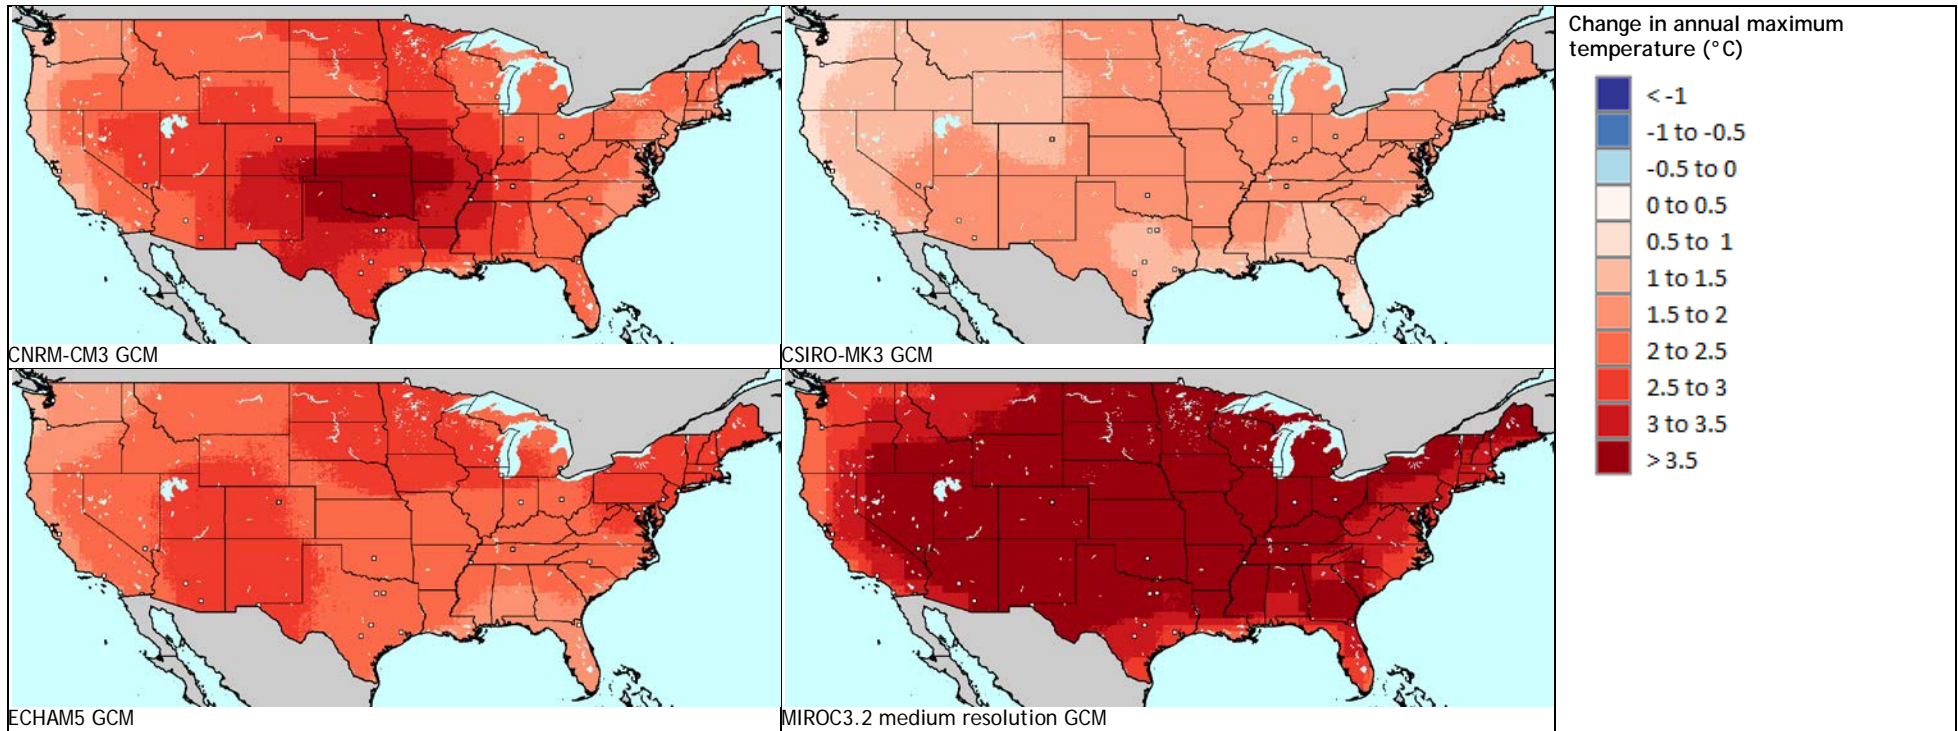 CNRM-CM3 GCM
CSIRO-MK3 GCM
ECHAM5 GCM
MIROC3.2 medium resolution GCM
Change in annual maximum
temperature (°C)
< -1
-1 to -0.5
-0.5 to 0
0 to 0.5
0.5 to 1
1 to 1.5
1.5 to 2
2 to 2.5
2.5 to 3
3 to 3.5
> 3.5